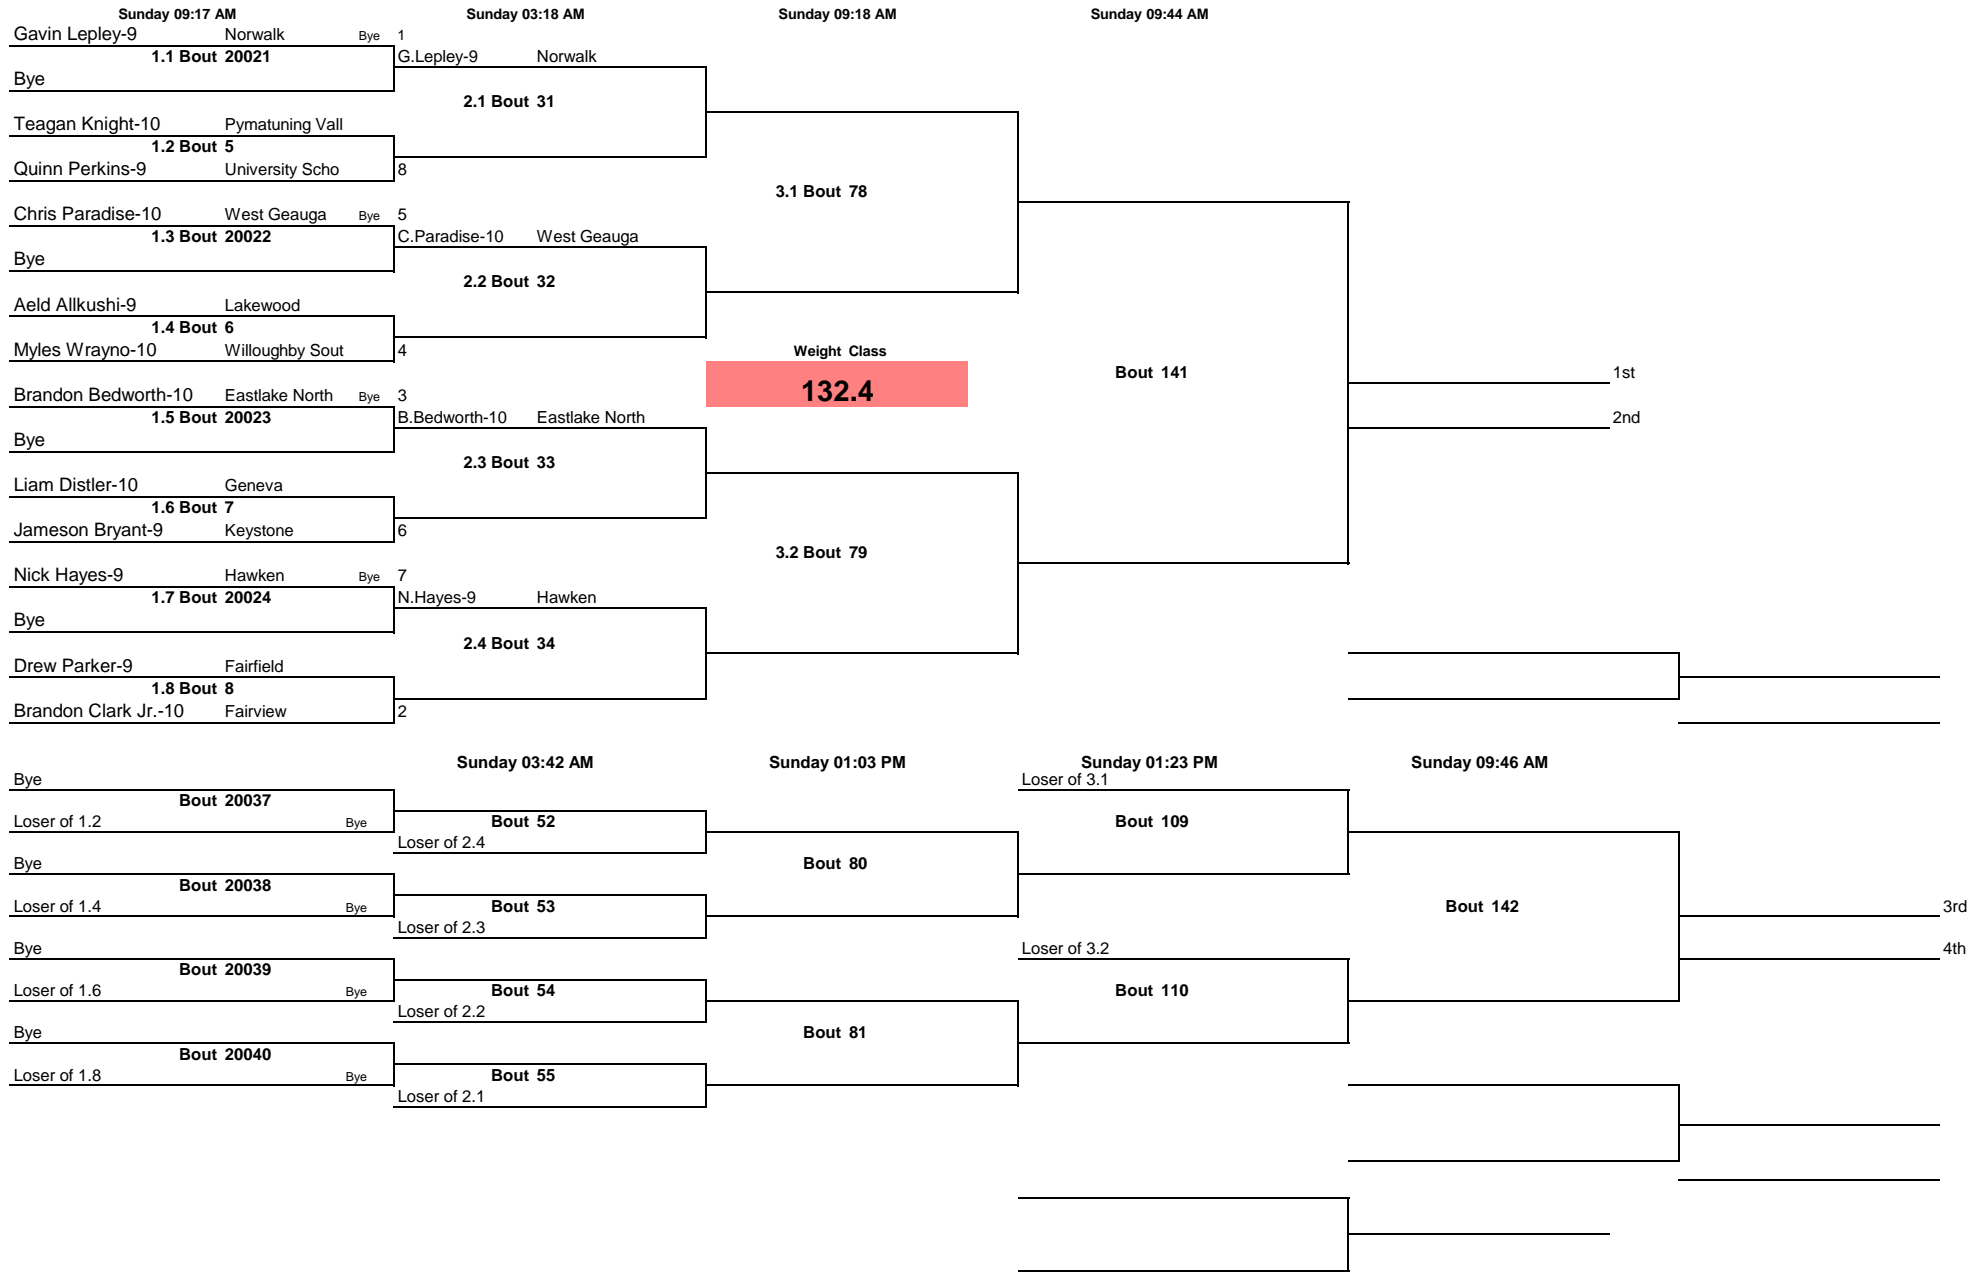 Sunday 09:17 AM Sunday 03:18 AM Sunday 09:18 AM Sunday 09:44 AM
Gavin Lepley-9 Norwalk Bye 1
1.1 Bout 20021 G.Lepley-9 Norwalk
Bye
2.1 Bout 31
Teagan Knight-10 Pymatuning Vall
1.2 Bout 5
Quinn Perkins-9 University Scho 8
3.1 Bout 78
Chris Paradise-10 West Geauga Bye 5
1.3 Bout 20022 C.Paradise-10 West Geauga
Bye
2.2 Bout 32
Aeld Allkushi-9 Lakewood
1.4 Bout 6
Myles Wrayno-10 Willoughby Sout 4 Weight Class
Bout 141 1st
Brandon Bedworth-10 Eastlake North Bye 3 132.4
1.5 Bout 20023 B.Bedworth-10 Eastlake North 2nd
Bye
2.3 Bout 33
Liam Distler-10 Geneva
1.6 Bout 7
Jameson Bryant-9 Keystone 6
3.2 Bout 79
Nick Hayes-9 Hawken Bye 7
1.7 Bout 20024 N.Hayes-9 Hawken
Bye
2.4 Bout 34
Drew Parker-9 Fairfield
1.8 Bout 8
Brandon Clark Jr.-10 Fairview 2
Sunday 03:42 AM Sunday 01:03 PM Sunday 01:23 PM Sunday 09:46 AM
Bye Loser of 3.1
Bout 20037
Loser of 1.2 Bye Bout 52 Bout 109
Loser of 2.4
Bye Bout 80
Bout 20038
Loser of 1.4 Bye Bout 53 Bout 142 3rd
Loser of 2.3
Bye Loser of 3.2 4th
Bout 20039
Loser of 1.6 Bye Bout 54 Bout 110
Loser of 2.2
Bye Bout 81
Bout 20040
Loser of 1.8 Bye Bout 55
Loser of 2.1